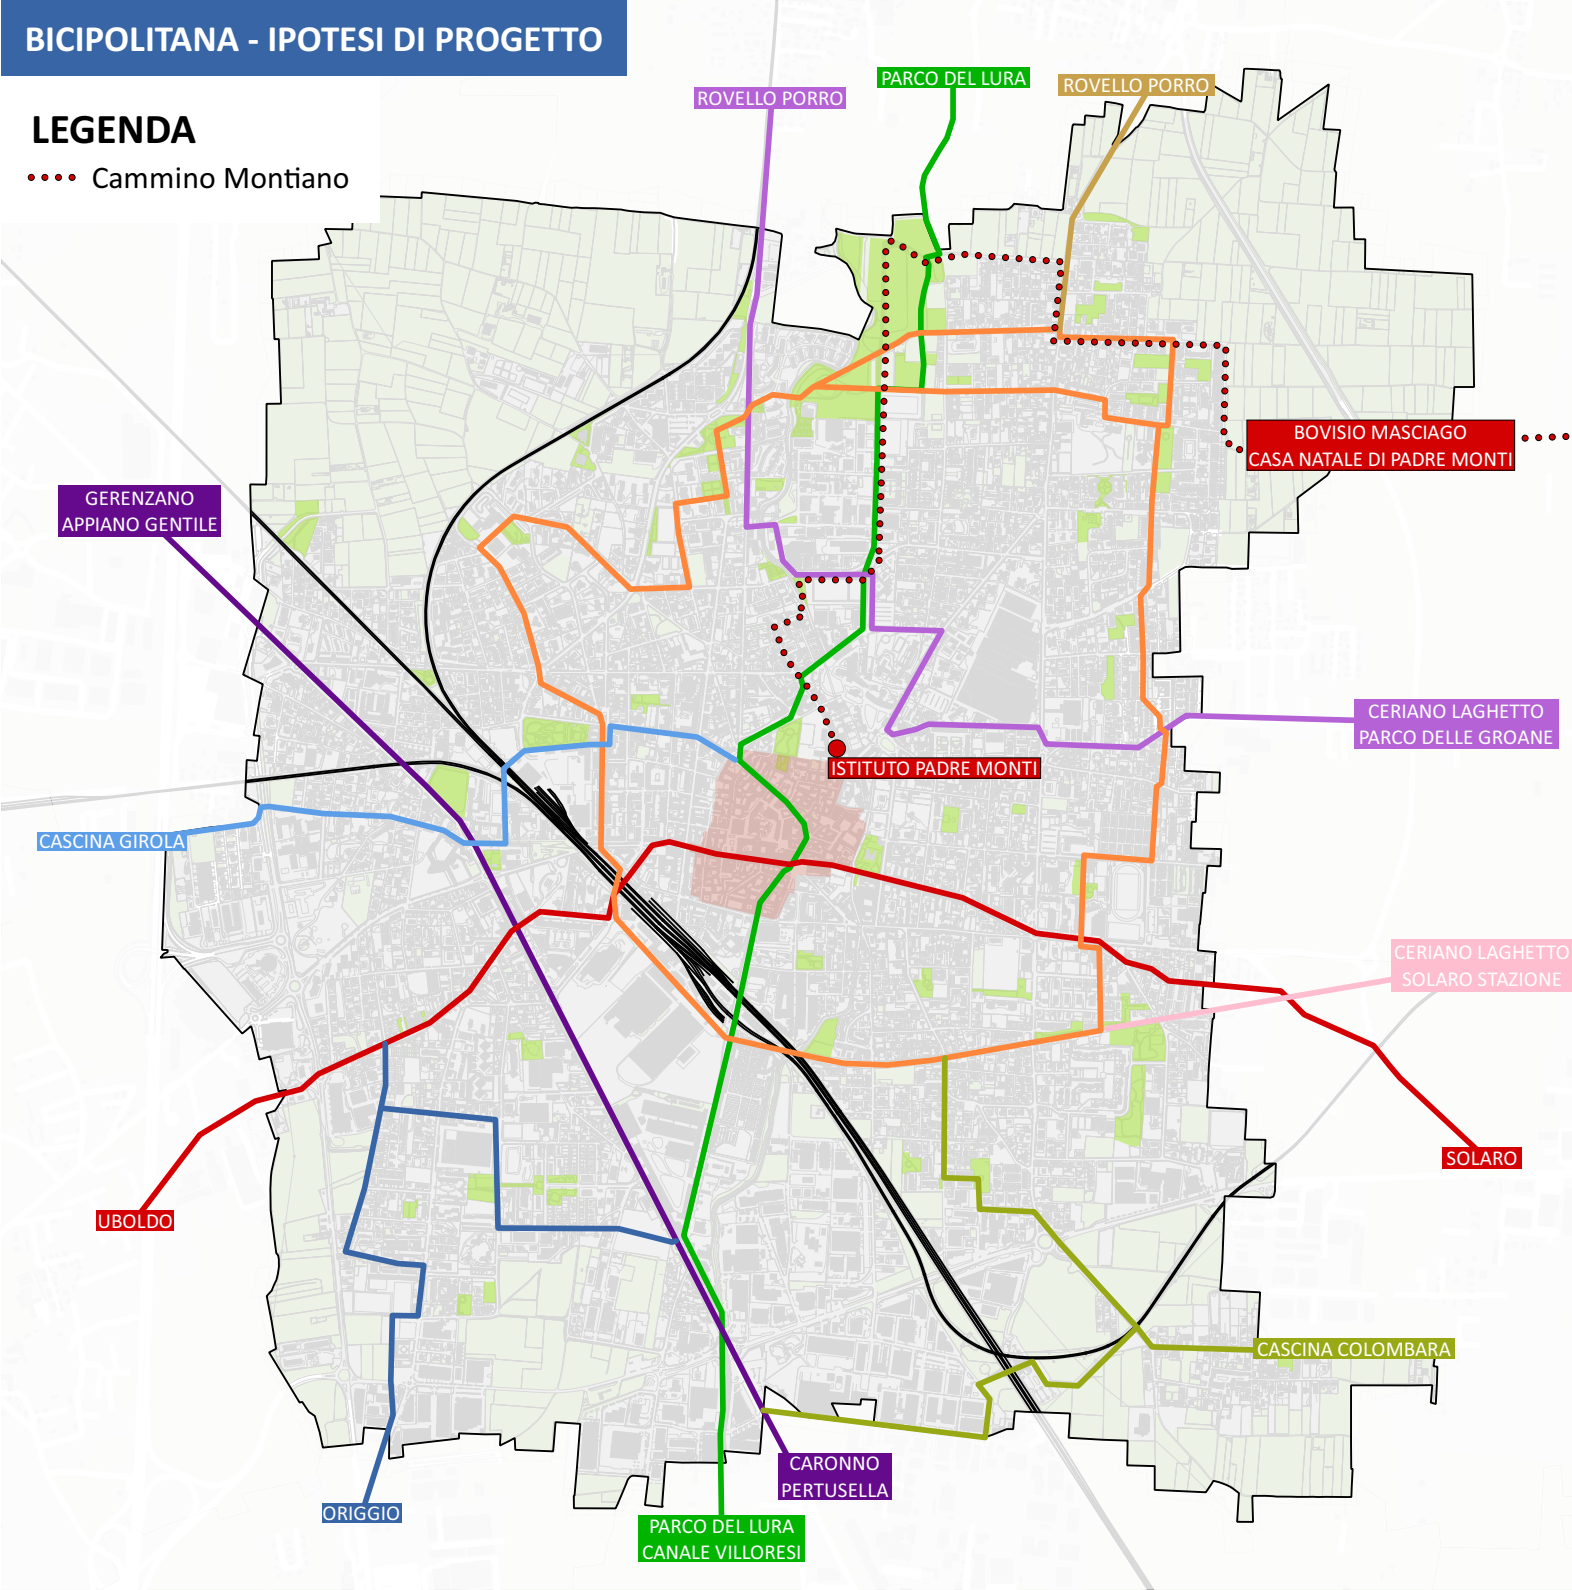 BICIPOLITANA - IPOTESI DI PROGETTO
LEGENDA
Cammino Montiano
ROVELLO PORRO
PARCO DEL LURA
ROVELLO PORRO
BOVISIO MASCIAGO
CASA NATALE DI PADRE MONTI
GERENZANO
APPIANO GENTILE
CERIANO LAGHETTO
PARCO DELLE GROANE
ISTITUTO PADRE MONTI
CASCINA GIROLA
CERIANO LAGHETTO
SOLARO STAZIONE
SOLARO
UBOLDO
CASCINA COLOMBARA
CARONNO
PERTUSELLA
ORIGGIO
PARCO DEL LURA
CANALE VILLORESI